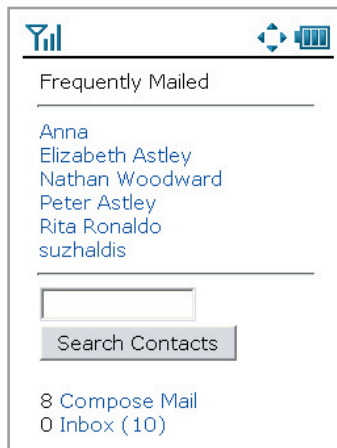 Frequently Mailed
Anna
Elizabeth Astley
Nathan Woodward
Peter Astley
Rita Ronaldo
suzhaldis
Search Contacts
8 Compose Mail
0 Inbox (10)